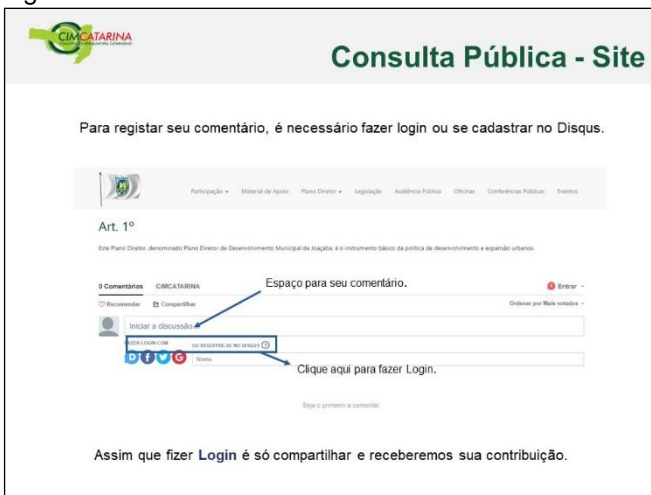 CIMCATARINA
Consulta Pública - Site
Para registar seu comentário, é necessário fazer login ou se cadastrar no Disqus.
Participação Material de Apoio Plano Diretor Legislação Audiência Pública Oficinas Conferências Públicas Eventos
Art. 1º
Este Plano Diretor, denominado Plano Diretor de Desenvolvimento Municipal de Joaçaba, é o instrumento básico da política de desenvolvimento e expansão urbanos.
0 Comentários CIMCATARINA Espaço para seu comentário. 1 Entrar
Recomendar Compartilhar Ordenar por Mais votados
Iniciar a discussão
FAZER LOGIN COM OU REGISTRE-SE NO DISQUS ?
D f G Nome
Clique aqui para fazer Login.
Seja o primeiro a comentar.
Assim que fizer Login é só compartilhar e receberemos sua contribuição.